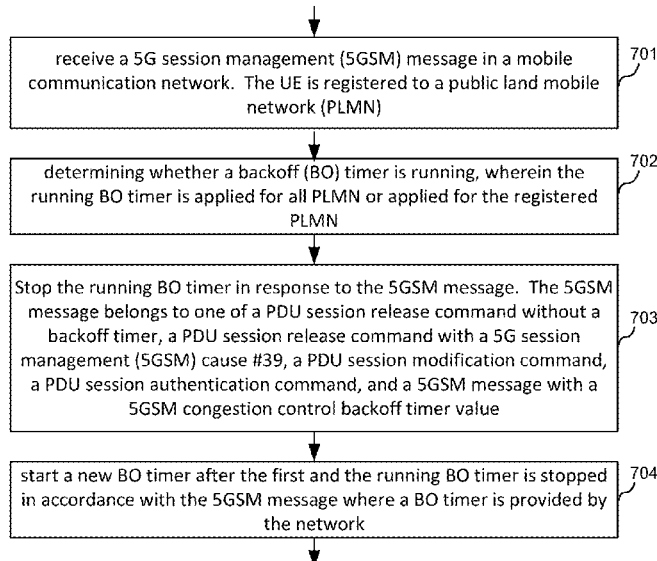 receive a 5G session management (5GSM) message in a mobile
communication network. The UE is registered to a public land mobile
network (PLMN)
701
determining whether a backoff (BO) timer is running, wherein the
running BO timer is applied for all PLMN or applied for the registered
PLMN
702
Stop the running BO timer in response to the 5GSM message. The 5GSM
message belongs to one of a PDU session release command without a
backoff timer, a PDU session release command with a 5G session
management (5GSM) cause #39, a PDU session modification command,
a PDU session authentication command, and a 5GSM message with a
5GSM congestion control backoff timer value
703
start a new BO timer after the first and the running BO timer is stopped
in accordance with the 5GSM message where a BO timer is provided by
the network
704